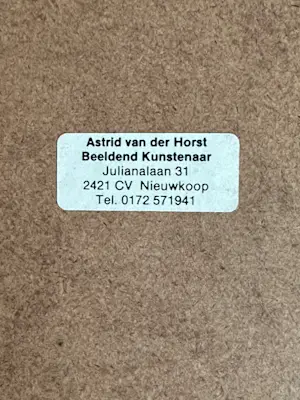 Astrid van der Horst
Beeldend Kunstenaar
Julianalaan 31
2421 CV Nieuwkoop
Tel. 0172 571941